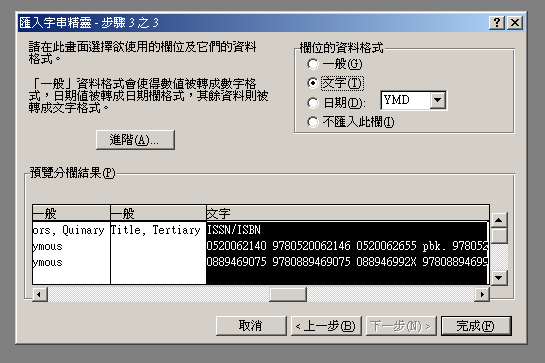 匯入字串精靈 - 步驟 3 之 3
請在此畫面選擇欲使用的欄位及它們的資料
格式。
「一般」資料格式會使得數值被轉成數字格
式，日期值被轉成日期欄格式，其餘資料則被
轉成文字格式。
進階(A)...
欄位的資料格式
一般(G)
文字(T)
日期(D):
YMD
不匯入此欄(I)
預覽分欄結果(P)
一般 一般 文字
ors, Quinary Title, Tertiary ISSN/ISBN
ymous 0520062140 9780520062146 0520062655 pbk. 978052
ymous 0889469075 9780889469075 088946992X 97808894699
取消 < 上一步(B) 下一步(N) > 完成(F)